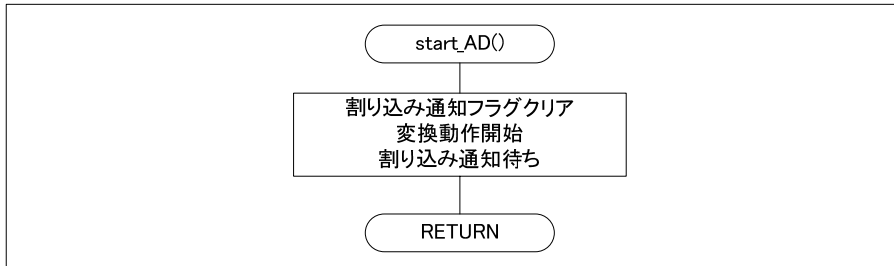 start_AD()
割り込み通知フラグクリア
変換動作開始
割り込み通知待ち
RETURN